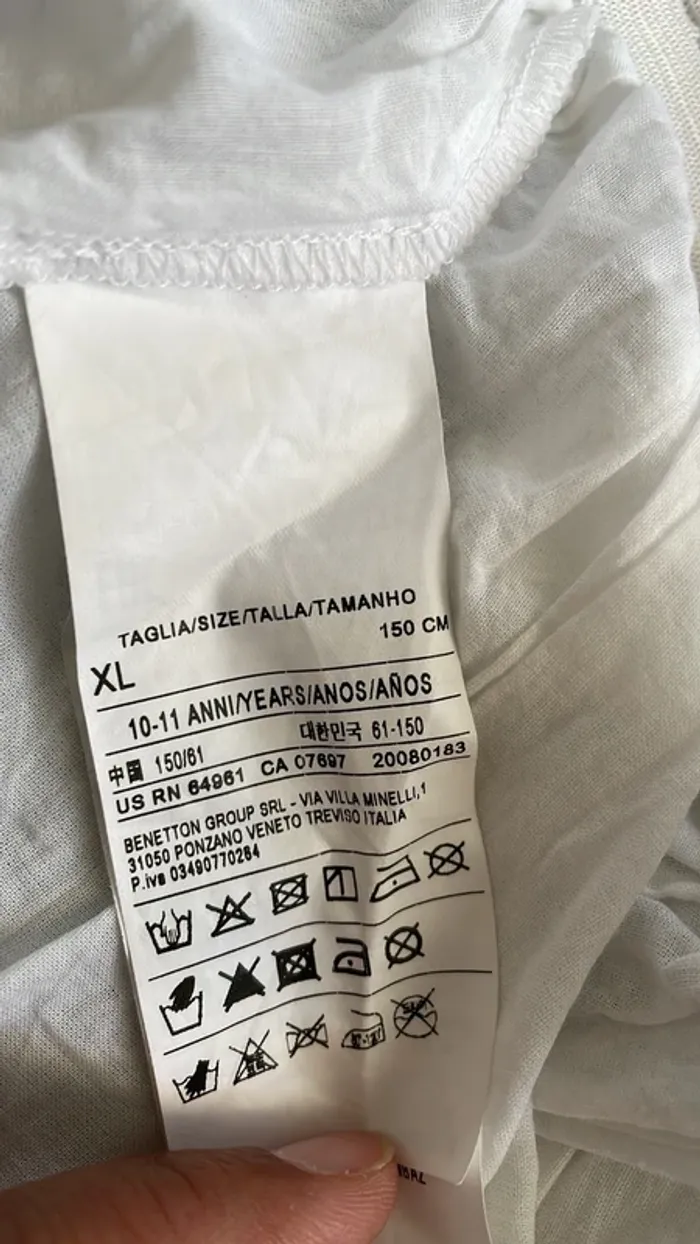 TAGLIA/SIZE/TALLA/TAMANHO
150 CM
XL
10-11 ANNI/YEARS/ANOS/AÑOS
中国 150/61 대한민국 61-150
US RN 64961 CA 07697 20080183
BENETTON GROUP SRL - VIA VILLA MINELLI,1
31050 PONZANO VENETO TREVISO ITALIA
P.iva 03490770264